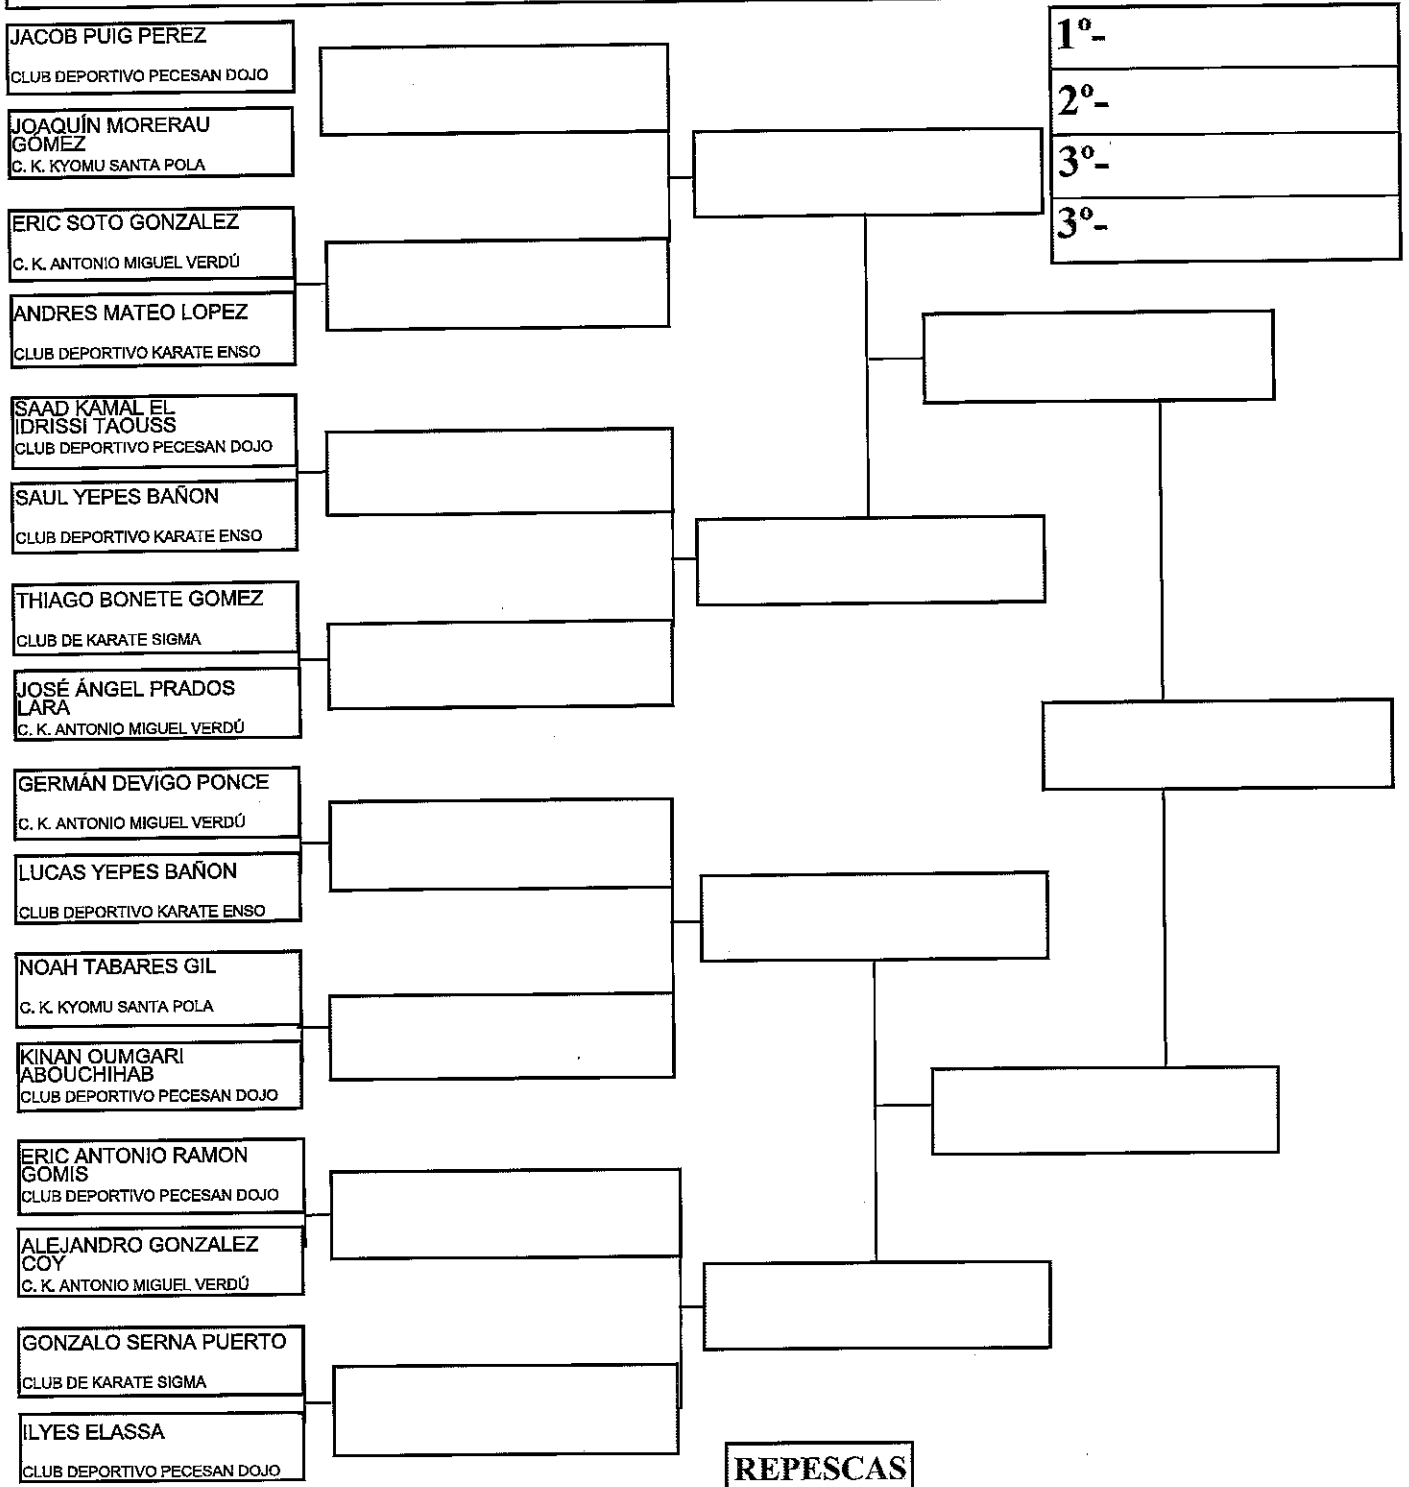 JACOB PUIG PEREZ
CLUB DEPORTIVO PECESAN DOJO
JOAQUÍN MORERAU
GÓMEZ
C. K. KYOMU SANTA POLA
ERIC SOTO GONZALEZ
C. K. ANTONIO MIGUEL VERDÚ
ANDRES MATEO LOPEZ
CLUB DEPORTIVO KARATE ENSO
SAAD KAMAL EL
IDRISSI TAOUSS
CLUB DEPORTIVO PECESAN DOJO
SAUL YEPES BAÑON
CLUB DEPORTIVO KARATE ENSO
THIAGO BONETE GOMEZ
CLUB DE KARATE SIGMA
JOSÉ ÁNGEL PRADOS
LARA
C. K. ANTONIO MIGUEL VERDÚ
GERMÁN DEVIGO PONCE
C. K. ANTONIO MIGUEL VERDÚ
LUCAS YEPES BAÑON
CLUB DEPORTIVO KARATE ENSO
NOAH TABARES GIL
C. K. KYOMU SANTA POLA
KINAN OUMGARI
ABOUCHIHAB
CLUB DEPORTIVO PECESAN DOJO
ERIC ANTONIO RAMON
GOMIS
CLUB DEPORTIVO PECESAN DOJO
ALEJANDRO GONZALEZ
COY
C. K. ANTONIO MIGUEL VERDÚ
GONZALO SERNA PUERTO
CLUB DE KARATE SIGMA
ILYES ELASSA
CLUB DEPORTIVO PECESAN DOJO
1º-
2º-
3º-
3º-
REPESCAS